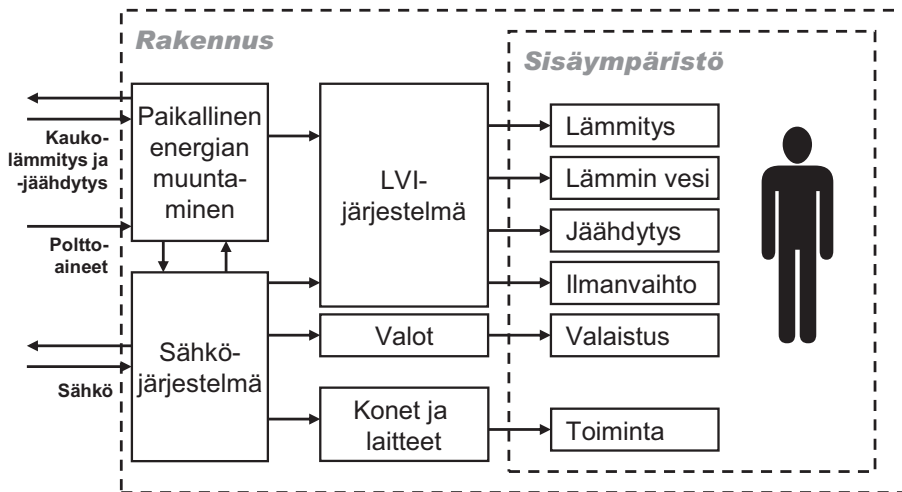 Rakennus
Sisäympäristö
Kauko-
lämmitys ja
-jäähdytys
Poltto-
aineet
Sähkö
Paikallinen
energian
muunta-
minen
Sähkö-
järjestelmä
LVI-
järjestelmä
Valot
Konet ja
laitteet
Lämmitys
Lämmin vesi
Jäähdytys
Ilmanvaihto
Valaistus
Toiminta